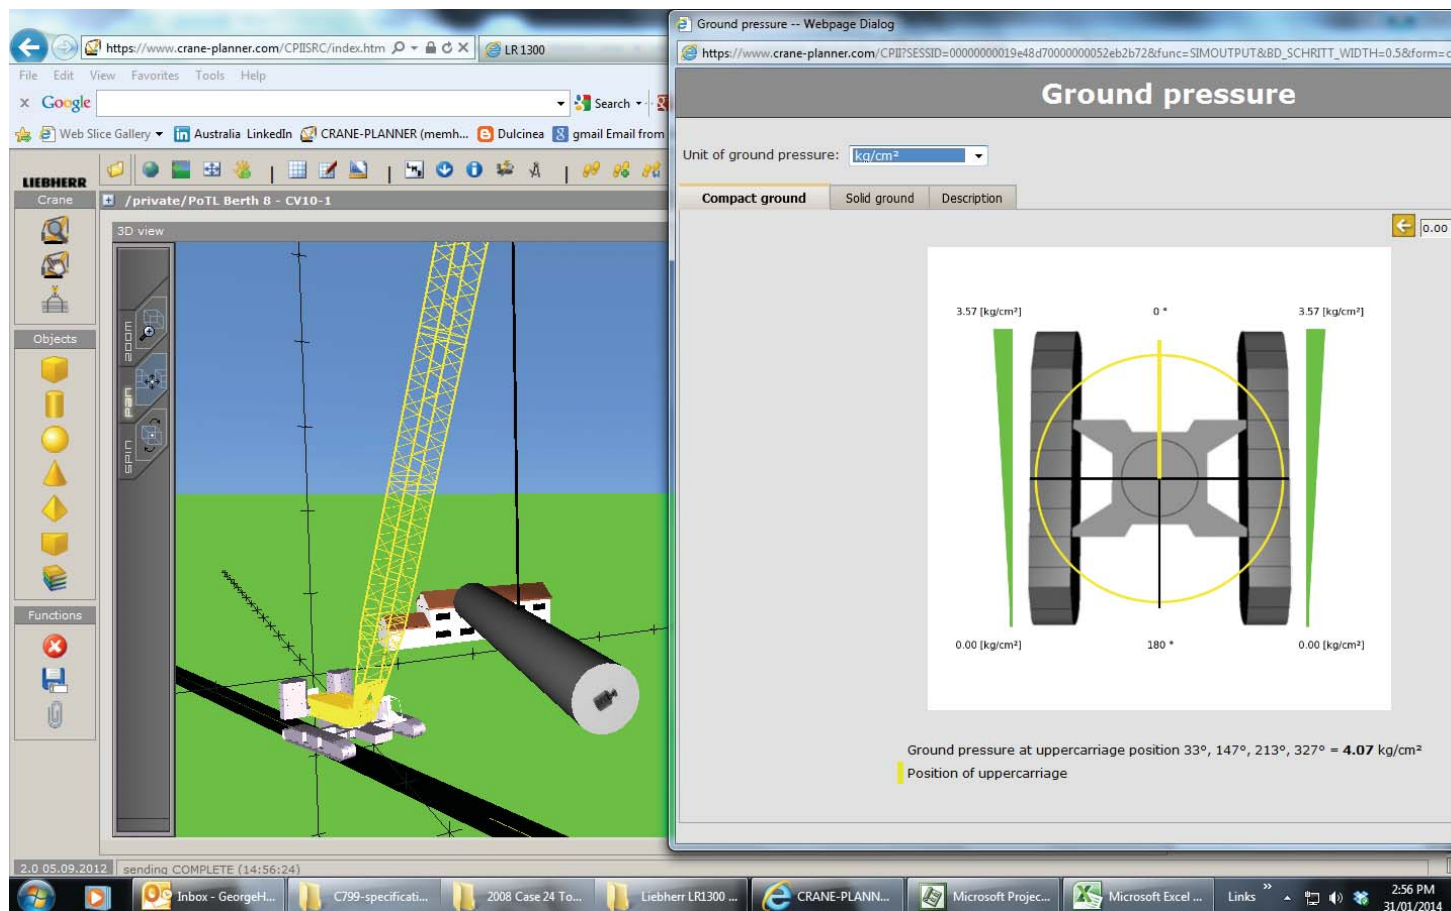 Ground pressure -- Webpage Dialog
https://www.crane-planner.com/CPIISRC/index.htm
LR 1300
https://www.crane-planner.com/CPII?SESSID=00000000019e48d70000000052eb2b72&func=SIMOUTPUT&BD_SCHRITT_WIDTH=0.5&form=c
File Edit View Favorites Tools Help
Ground pressure
x Google
Search
Web Slice Gallery
Australia LinkedIn
CRANE-PLANNER (memh...
Dulcinea
gmail Email from
Unit of ground pressure: kg/cm²
LIEBHERR
Compact ground
Solid ground
Description
Crane
/private/PoTL Berth 8 - CV10-1
0.00
3D view
3.57 [kg/cm²]
0 °
3.57 [kg/cm²]
zoom
Objects
pan
spin
Functions
0.00 [kg/cm²]
180 °
0.00 [kg/cm²]
Ground pressure at uppercarriage position 33°, 147°, 213°, 327° = 4.07 kg/cm²
Position of uppercarriage
2.0 05.09.2012
sending COMPLETE (14:56:24)
Inbox - GeorgeH...
C799-specificati...
2008 Case 24 To...
Liebherr LR1300 ...
CRANE-PLANN...
Microsoft Projec...
Microsoft Excel ...
Links
2:56 PM
31/01/2014